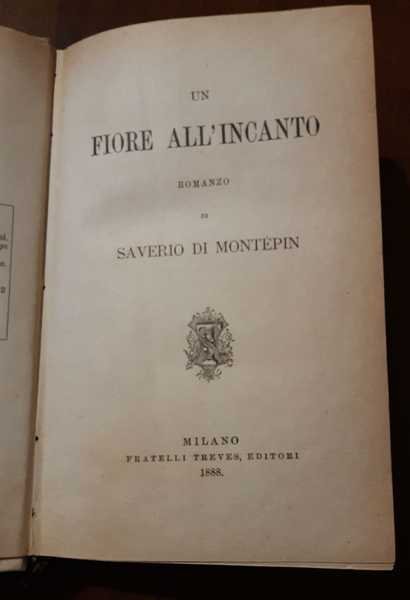 UN
FIORE ALL'INCANTO
ROMANZO
DI
SAVERIO DI MONTÉPIN
MILANO
FRATELLI TREVES, EDITORI
1888.